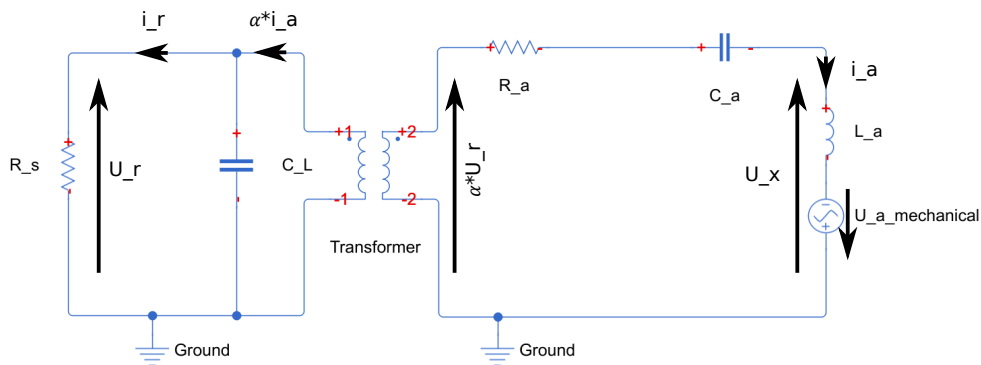 i_r
α*i_a
+
-
R_a
+
-
C_a
i_a
+
L_a
-
R_s
+
-
U_r
+
-
C_L
+1
+2
-1
-2
Transformer
α*U_r
U_x
−
+
U_a_mechanical
Ground
Ground